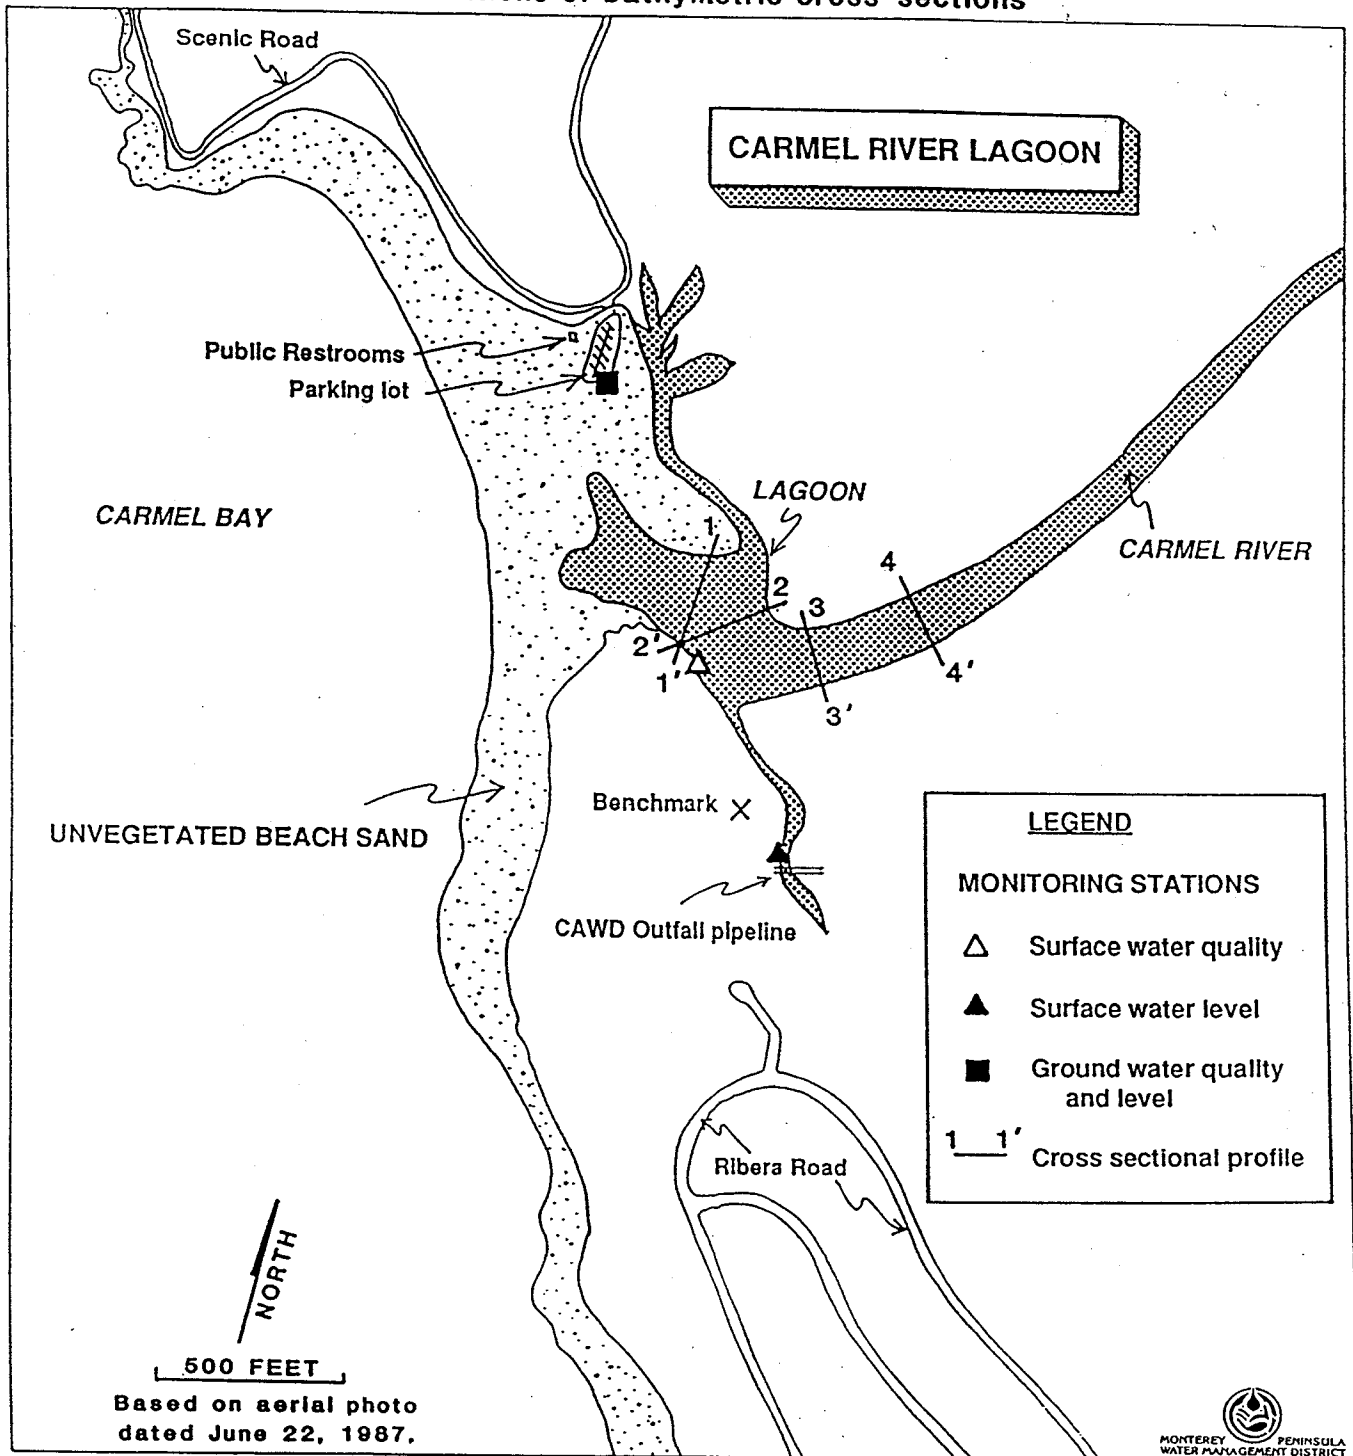 bathymetric cross-sections
Scenic Road
CARMEL RIVER LAGOON
Public Restrooms
Parking lot
LAGOON
CARMEL BAY
CARMEL RIVER
1
2
3
4
2'
1'
4'
3'
Benchmark
UNVEGETATED BEACH SAND
CAWD Outfall pipeline
LEGEND
MONITORING STATIONS
Surface water quality
Surface water level
Ground water quality
and level
1 1' Cross sectional profile
Ribera Road
NORTH
500 FEET
Based on aerial photo
dated June 22, 1987.
MONTEREY PENINSULA
WATER MANAGEMENT DISTRICT